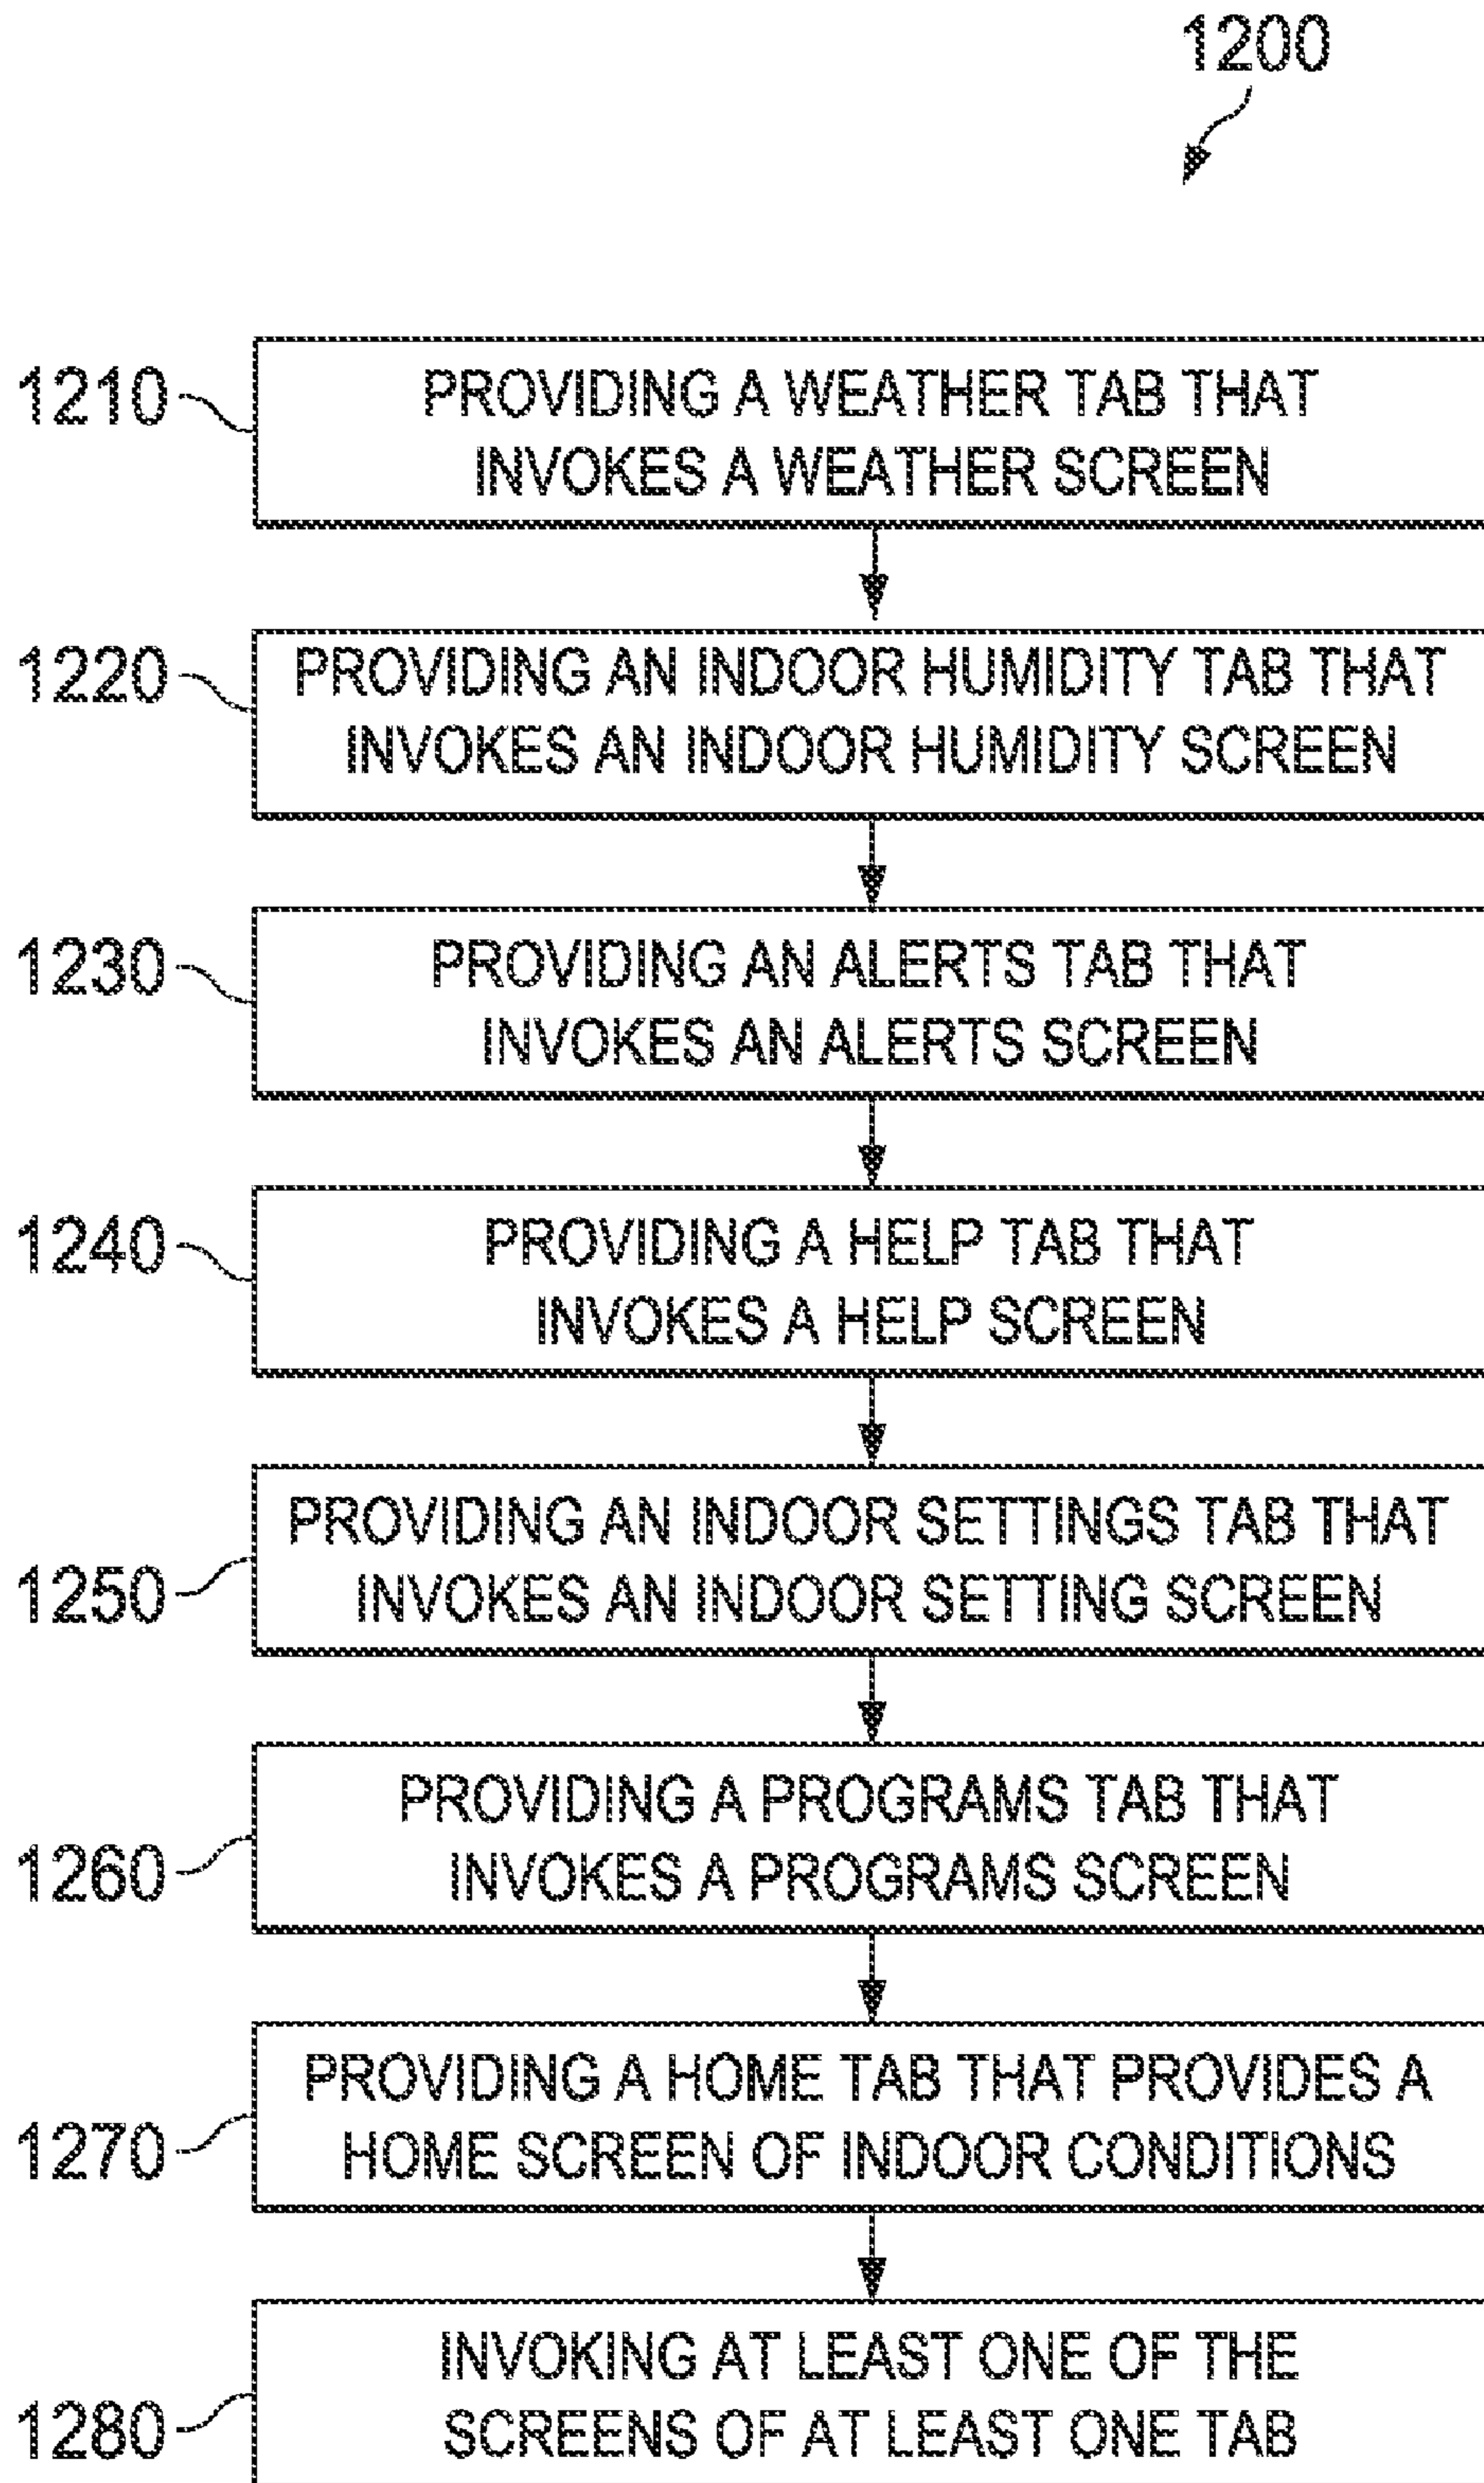 1200
1210
PROVIDING A WEATHER TAB THAT
INVOKES A WEATHER SCREEN
1220
PROVIDING AN INDOOR HUMIDITY TAB THAT
INVOKES AN INDOOR HUMIDITY SCREEN
1230
PROVIDING AN ALERTS TAB THAT
INVOKES AN ALERTS SCREEN
1240
PROVIDING A HELP TAB THAT
INVOKES A HELP SCREEN
1250
PROVIDING AN INDOOR SETTINGS TAB THAT
INVOKES AN INDOOR SETTING SCREEN
1260
PROVIDING A PROGRAMS TAB THAT
INVOKES A PROGRAMS SCREEN
1270
PROVIDING A HOME TAB THAT PROVIDES A
HOME SCREEN OF INDOOR CONDITIONS
1280
INVOKING AT LEAST ONE OF THE
SCREENS OF AT LEAST ONE TAB